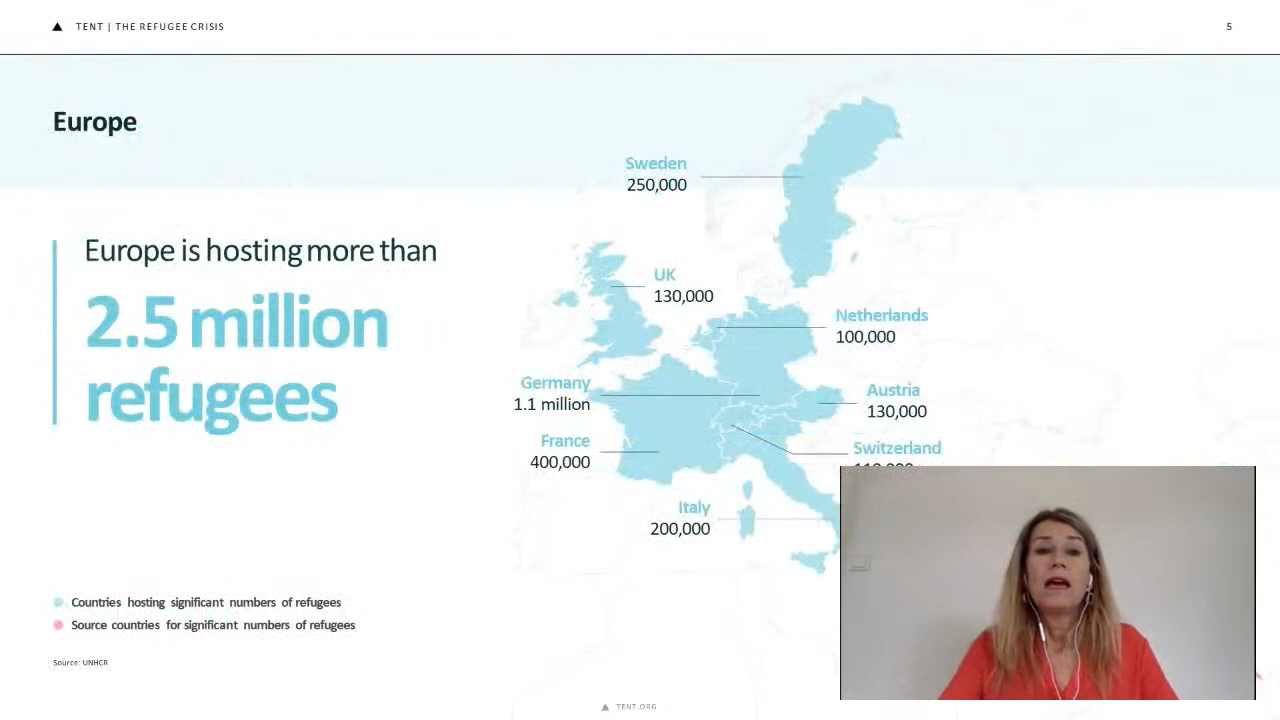 TENT | THE REFUGEE CRISIS
5
Europe
Europe is hosting more than
2.5 million
refugees
Sweden
250,000
UK
130,000
Netherlands
100,000
Germany
1.1 million
Austria
130,000
France
400,000
Switzerland
Italy
200,000
Countries hosting significant numbers of refugees
Source countries for significant numbers of refugees
Source: UNHCR
TENT.ORG